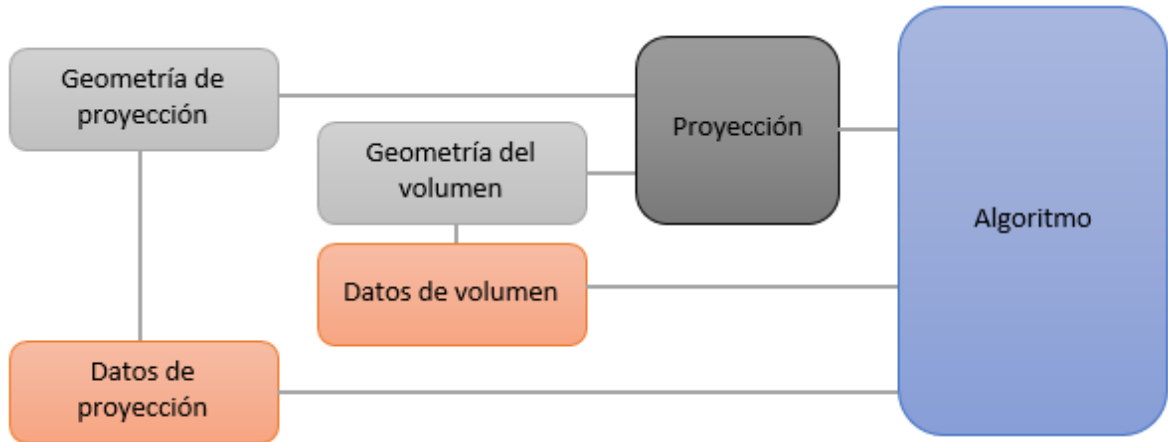 Geometría de
proyección
Geometría del
volumen
Proyección
Algoritmo
Datos de volumen
Datos de
proyección